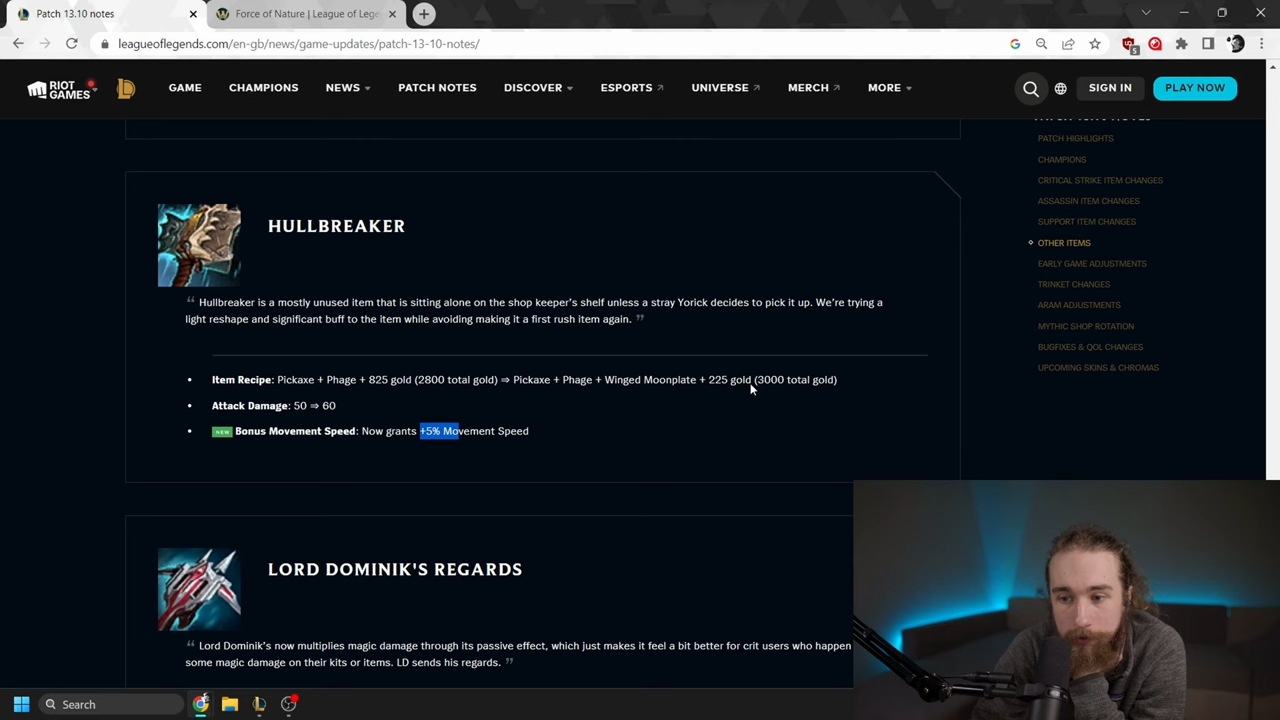 Patch 13.10 notes
Force of Nature | League of Lege
leagueoflegends.com/en-gb/news/game-updates/patch-13-10-notes/
5
RIOT GAMES
GAME
CHAMPIONS
NEWS
PATCH NOTES
DISCOVER
ESPORTS
UNIVERSE
MERCH
MORE
SIGN IN
PLAY NOW
PATCH HIGHLIGHTS
CHAMPIONS
CRITICAL STRIKE ITEM CHANGES
ASSASSIN ITEM CHANGES
SUPPORT ITEM CHANGES
OTHER ITEMS
EARLY GAME ADJUSTMENTS
TRINKET CHANGES
ARAM ADJUSTMENTS
MYTHIC SHOP ROTATION
BUGFIXES & QOL CHANGES
UPCOMING SKINS & CHROMAS
HULLBREAKER
“ Hullbreaker is a mostly unused item that is sitting alone on the shop keeper's shelf unless a stray Yorick decides to pick it up. We're trying a
light reshape and significant buff to the item while avoiding making it a first rush item again. ”
• Item Recipe: Pickaxe + Phage + 825 gold (2800 total gold) ⇒ Pickaxe + Phage + Winged Moonplate + 225 gold (3000 total gold)
• Attack Damage: 50 ⇒ 60
• NEW Bonus Movement Speed: Now grants +5% Movement Speed
LORD DOMINIK'S REGARDS
“ Lord Dominik's now multiplies magic damage through its passive effect, which just makes it feel a bit better for crit users who happen
some magic damage on their kits or items. LD sends his regards. ”
Search